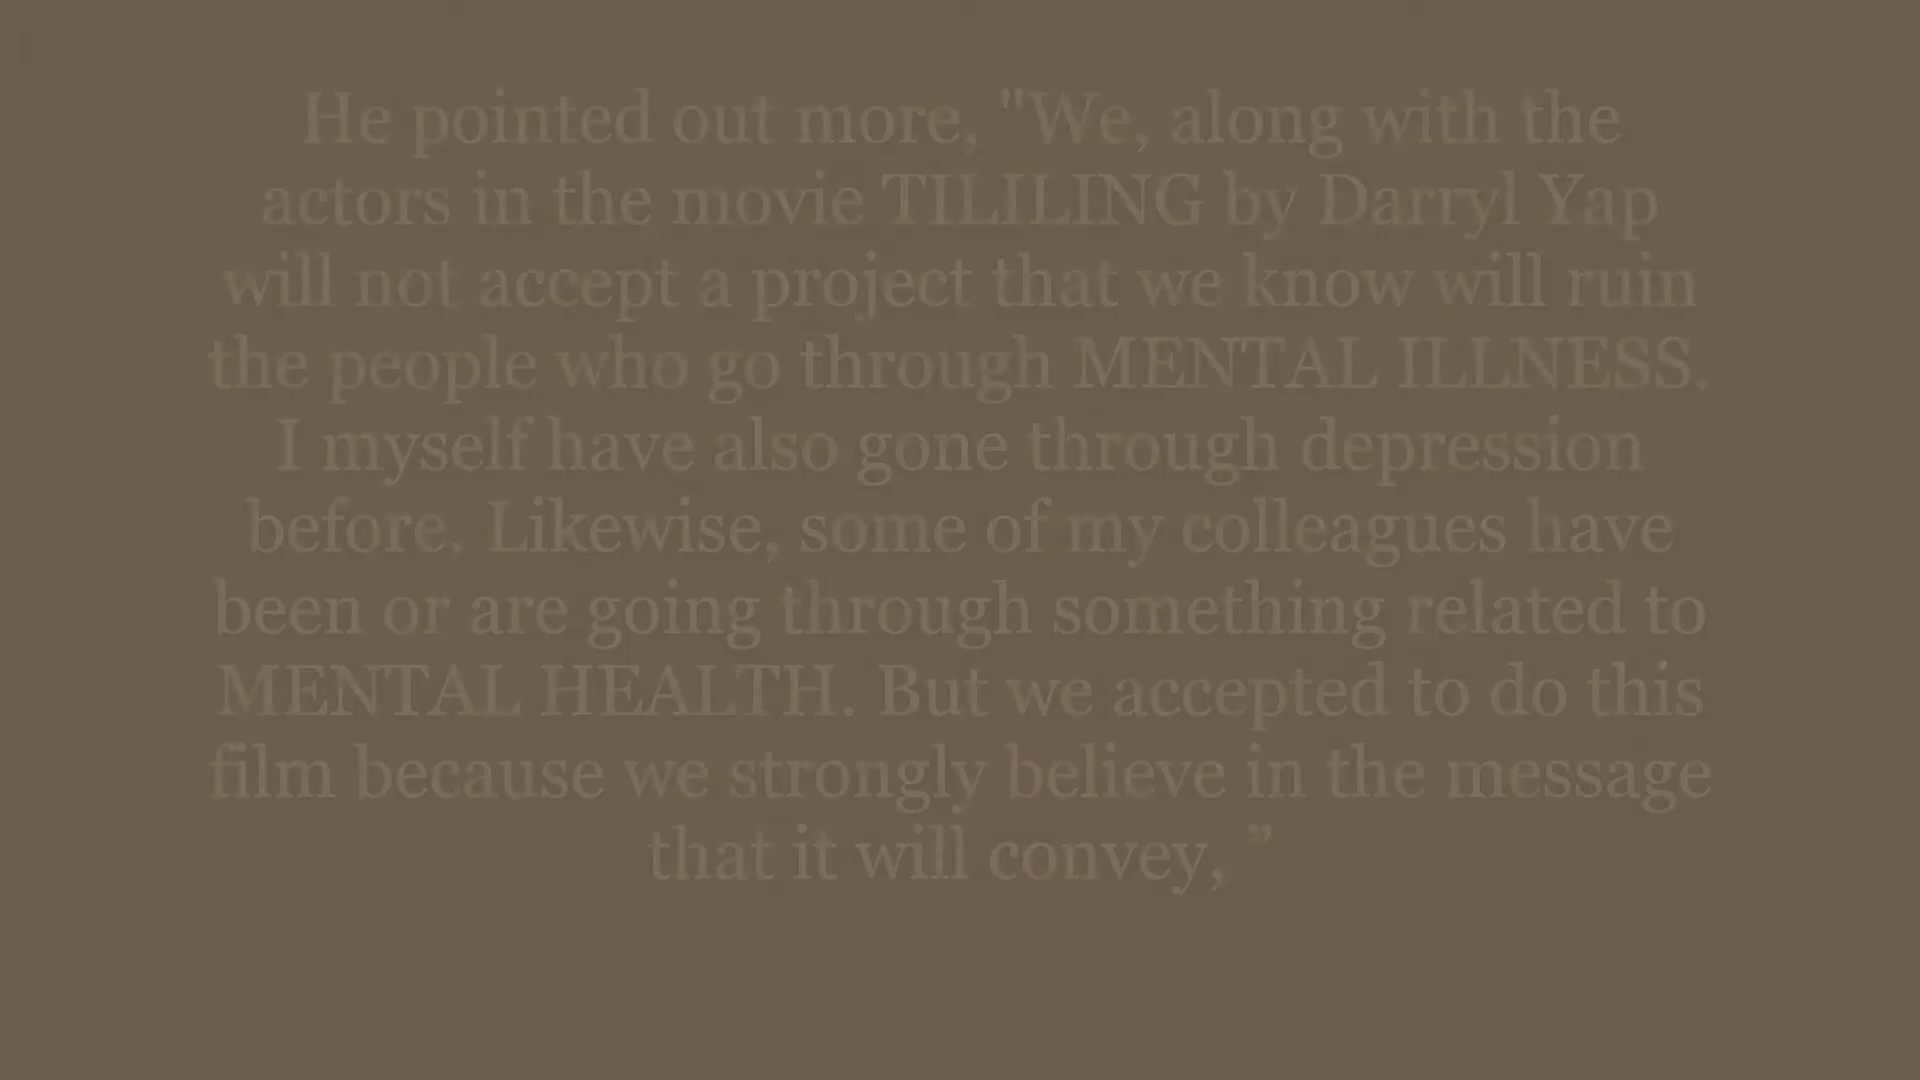 He pointed out more, "We, along with the
actors in the movie TILILING by Darryl Yap
will not accept a project that we know will ruin
the people who go through MENTAL ILLNESS.
I myself have also gone through depression
before. Likewise, some of my colleagues have
been or are going through something related to
MENTAL HEALTH. But we accepted to do this
film because we strongly believe in the message
that it will convey, ”